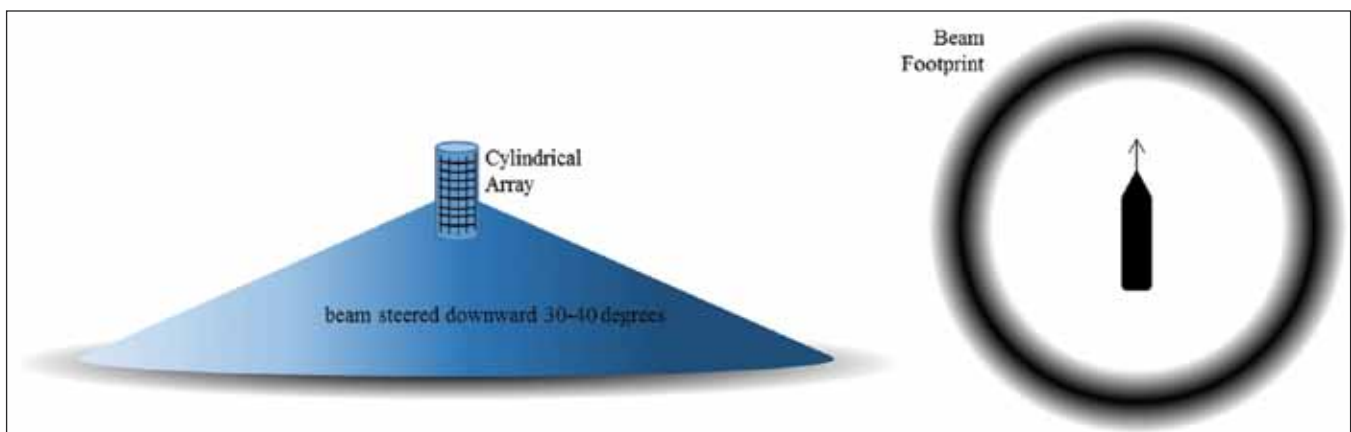 Cylindrical
Array
beam steered downward 30-40 degrees
Beam
Footprint